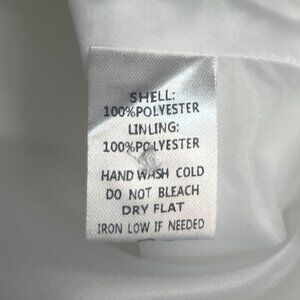 SHELL:
100%POLYESTER
LINLING:
100%POLYESTER
HAND WASH COLD
DO NOT BLEACH
DRY FLAT
IRON LOW IF NEEDED